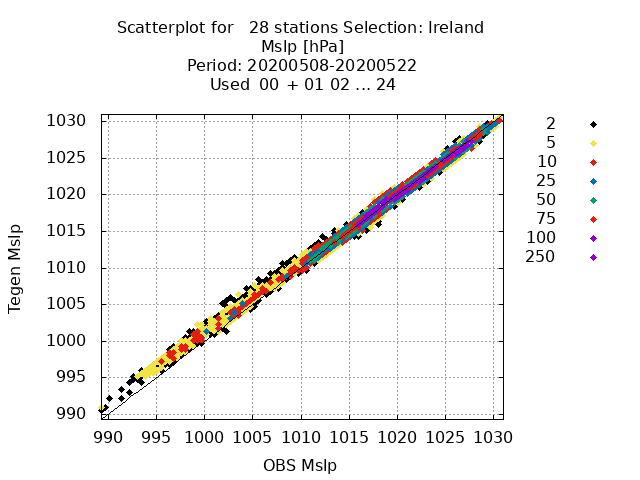 Scatterplot for 28 stations Selection: Ireland
Mslp [hPa]
Period: 20200508-20200522
Used 00 + 01 02 ... 24
1030
1025
1020
1015
1010
1005
1000
995
990
Tegen Mslp
990 995 1000 1005 1010 1015 1020 1025 1030
OBS Mslp
2
5
10
25
50
75
100
250